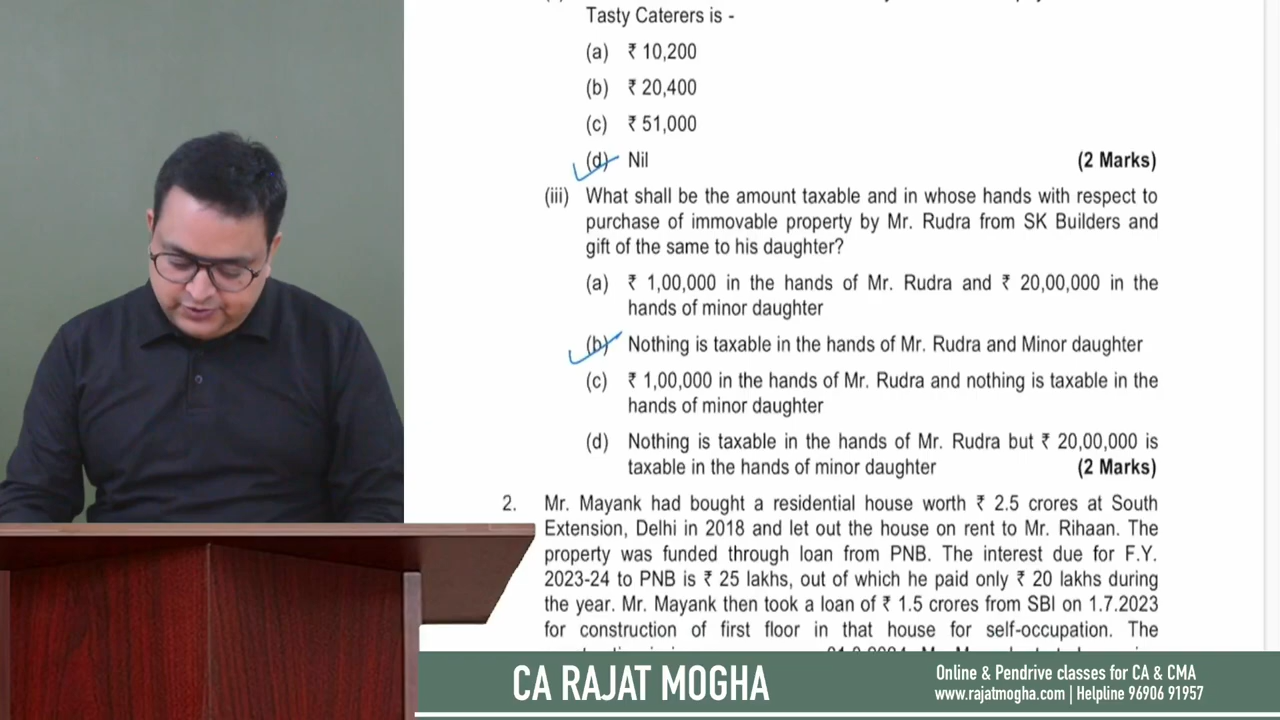 Tasty Caterers is -
(a) ₹ 10,200
(b) ₹ 20,400
(c) ₹ 51,000
(d) Nil (2 Marks)
(iii) What shall be the amount taxable and in whose hands with respect to
purchase of immovable property by Mr. Rudra from SK Builders and
gift of the same to his daughter?
(a) ₹ 1,00,000 in the hands of Mr. Rudra and ₹ 20,00,000 in the
hands of minor daughter
(b) Nothing is taxable in the hands of Mr. Rudra and Minor daughter
(c) ₹ 1,00,000 in the hands of Mr. Rudra and nothing is taxable in the
hands of minor daughter
(d) Nothing is taxable in the hands of Mr. Rudra but ₹ 20,00,000 is
taxable in the hands of minor daughter (2 Marks)
2. Mr. Mayank had bought a residential house worth ₹ 2.5 crores at South
Extension, Delhi in 2018 and let out the house on rent to Mr. Rihaan. The
property was funded through loan from PNB. The interest due for F.Y.
2023-24 to PNB is ₹ 25 lakhs, out of which he paid only ₹ 20 lakhs during
the year. Mr. Mayank then took a loan of ₹ 1.5 crores from SBI on 1.7.2023
for construction of first floor in that house for self-occupation. The
CA RAJAT MOGHA
Online & Pendrive classes for CA & CMA
www.rajatmogha.com | Helpline 96906 91957